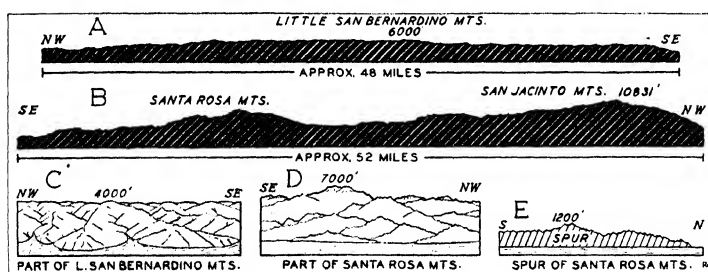 A
LITTLE SAN BERNARDINO MTS.
NW 6000 SE
APPROX. 48 MILES
B
SE SANTA ROSA MTS. SAN JACINTO MTS. 10831' NW
APPROX. 52 MILES
C'
NW 4000' SE
PART OF L. SAN BERNARDINO MTS.
D
SE 7000' NW
PART OF SANTA ROSA MTS.
E
S 1200' N
SPUR
SPUR OF SANTA ROSA MTS.